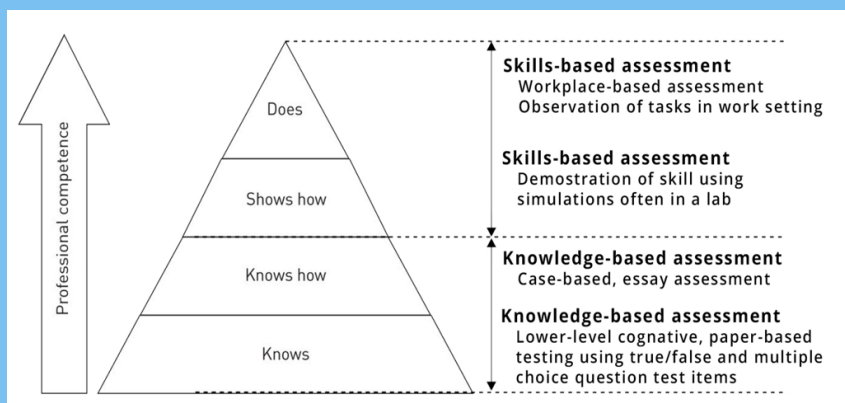 Professional competence
Does
Shows how
Knows how
Knows
Skills-based assessment
Workplace-based assessment
Observation of tasks in work setting
Skills-based assessment
Demostration of skill using
simulations often in a lab
Knowledge-based assessment
Case-based, essay assessment
Knowledge-based assessment
Lower-level cognitive, paper-based
testing using true/false and multiple
choice question test items